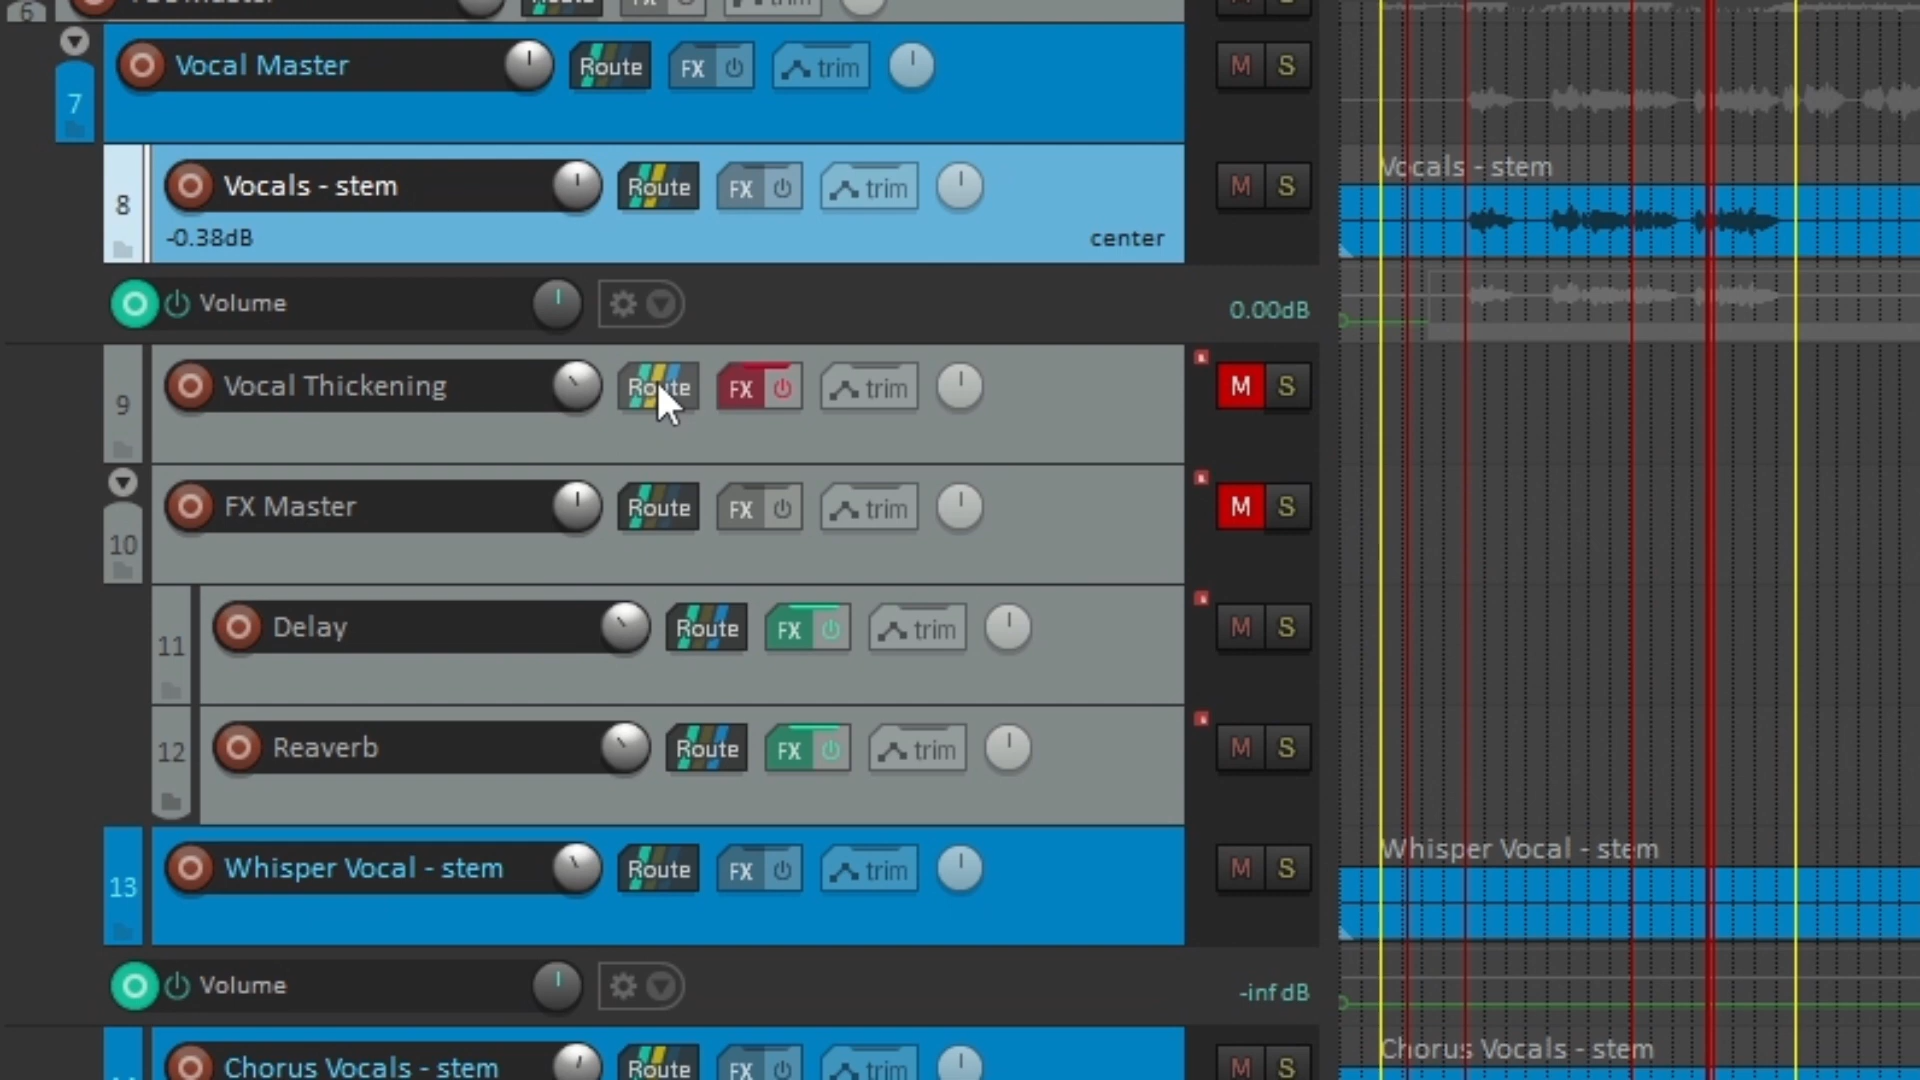 6
Vocal Master Route FX trim M S
7
Vocals - stem Route FX trim M S
8
-0.38dB center
Volume 0.00dB
Vocal Thickening Route FX trim M S
9
FX Master Route FX trim M S
10
Delay Route FX trim M S
11
Reaverb Route FX trim M S
12
Whisper Vocal - stem Route FX trim M S
13
Volume -inf dB
Chorus Vocals - stem Route FX trim M S
Vocals - stem
Whisper Vocal - stem
Chorus Vocals - stem